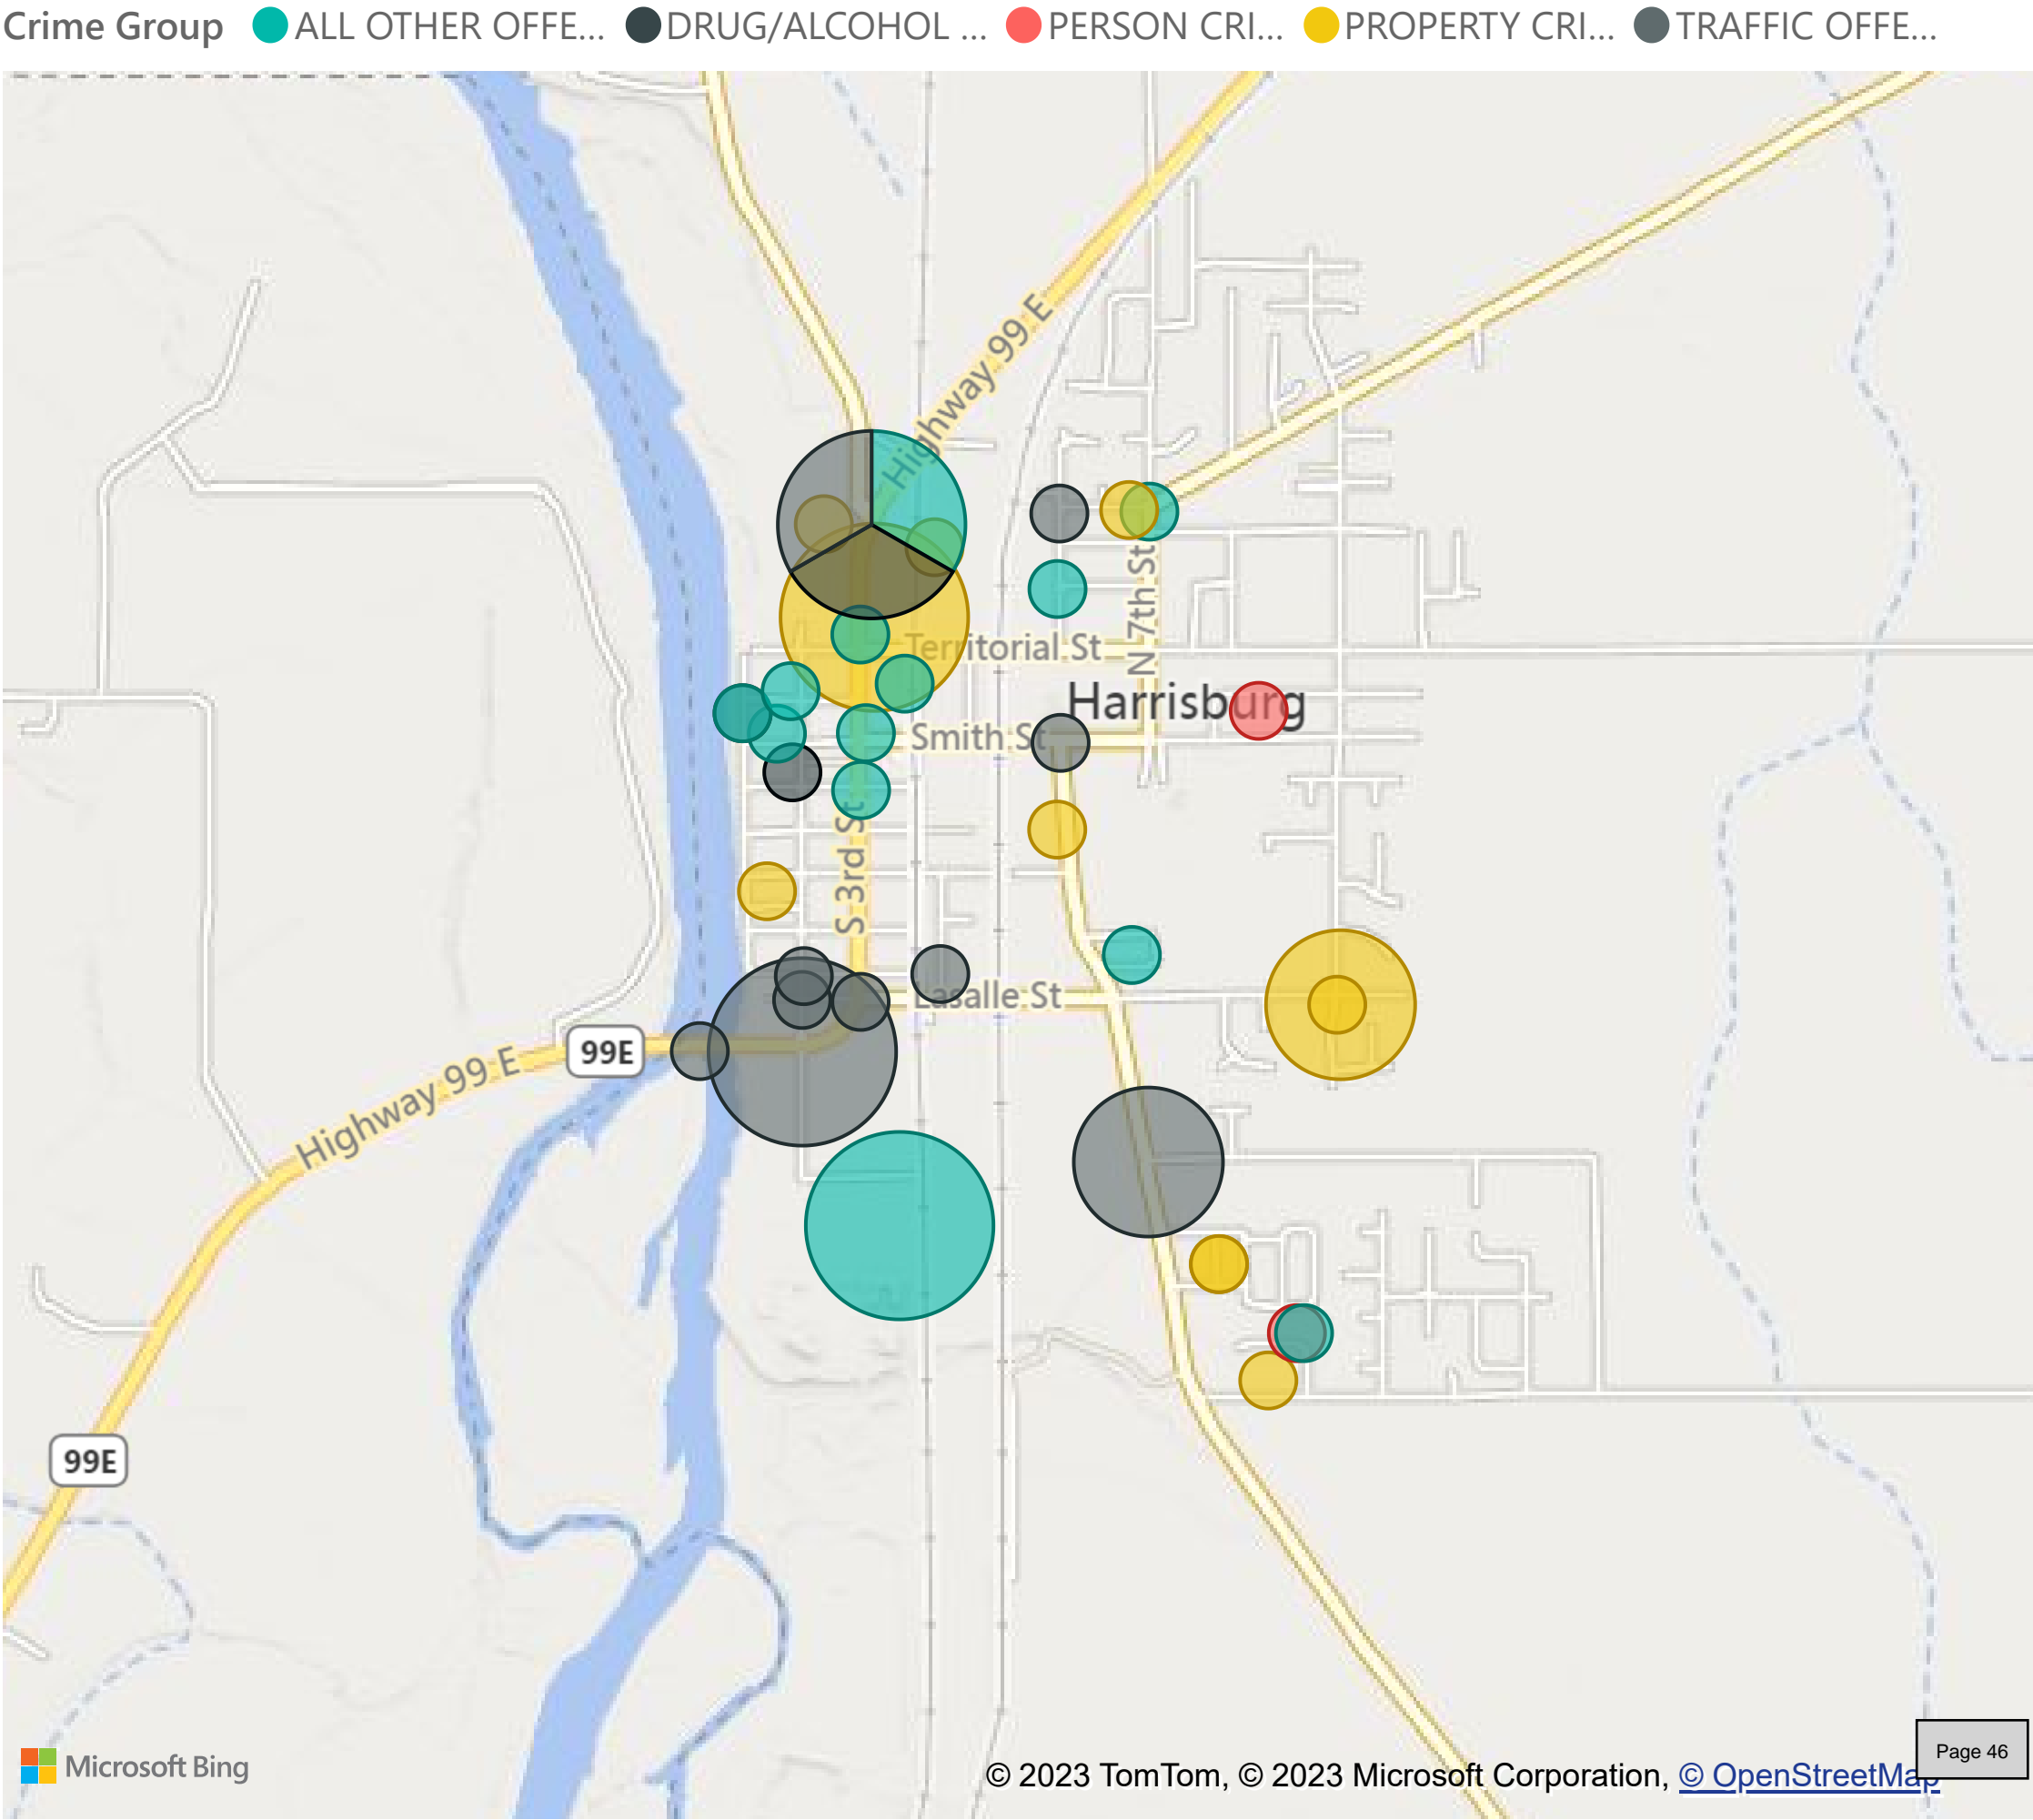 Crime Group ALL OTHER OFFE... DRUG/ALCOHOL ... PERSON CRI... PROPERTY CRI... TRAFFIC OFFE...
Highway 99 E
Highway 99 E
N 7th St
Territorial St
Harrisburg
Smith St
S 3rd St
Lasalle St
99E
Highway 99 E
99E
Microsoft Bing
© 2023 TomTom, © 2023 Microsoft Corporation, © OpenStreetMap
Page 46